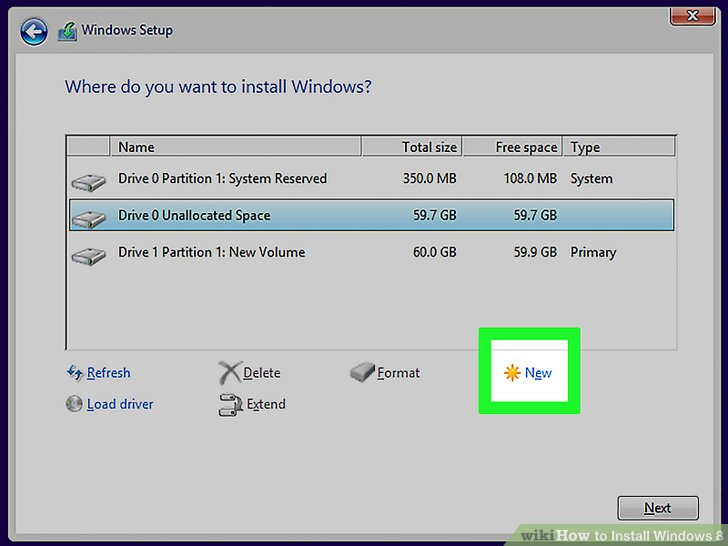 Windows Setup
Where do you want to install Windows?
Name Total size Free space Type
Drive 0 Partition 1: System Reserved 350.0 MB 108.0 MB System
Drive 0 Unallocated Space 59.7 GB 59.7 GB
Drive 1 Partition 1: New Volume 60.0 GB 59.9 GB Primary
Refresh Delete Format New
Load driver Extend
Next
wikiHow to Install Windows 8